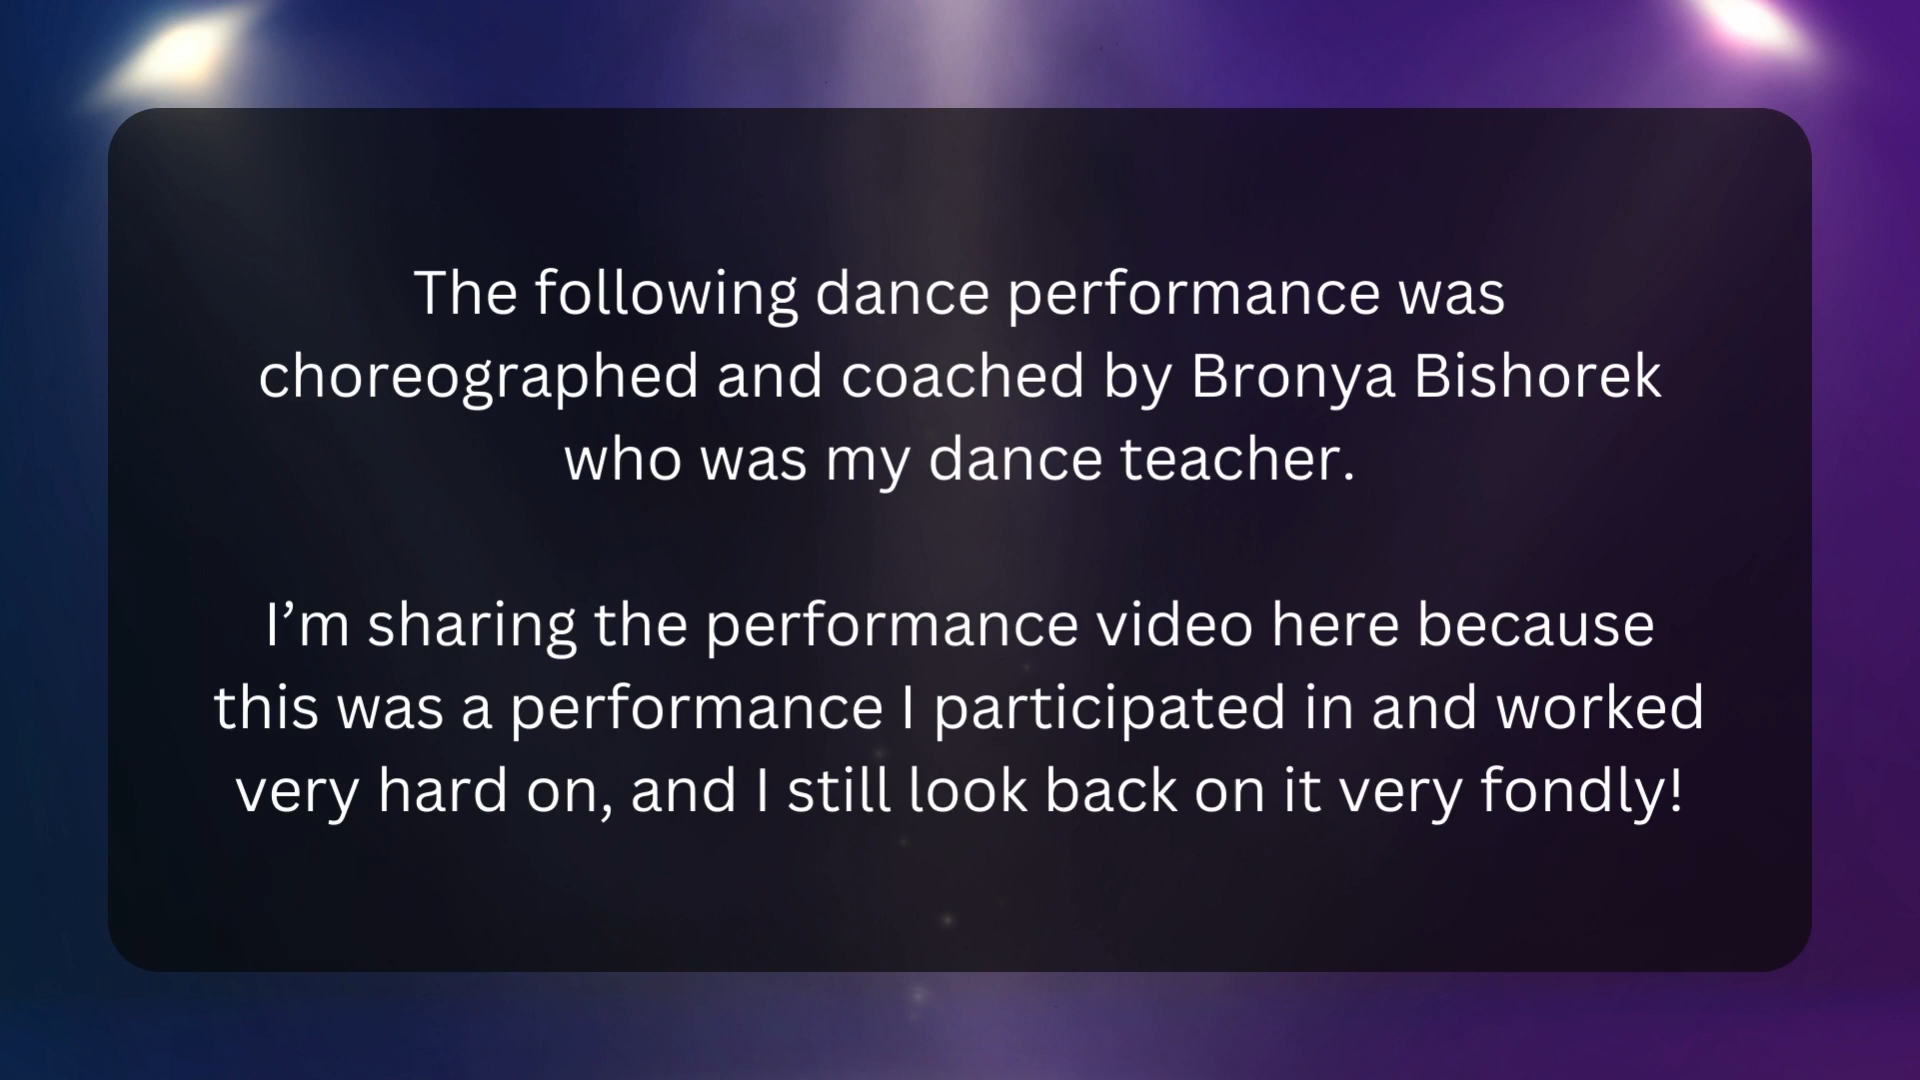 The following dance performance was
choreographed and coached by Bronya Bishorek
who was my dance teacher.
I’m sharing the performance video here because
this was a performance I participated in and worked
very hard on, and I still look back on it very fondly!